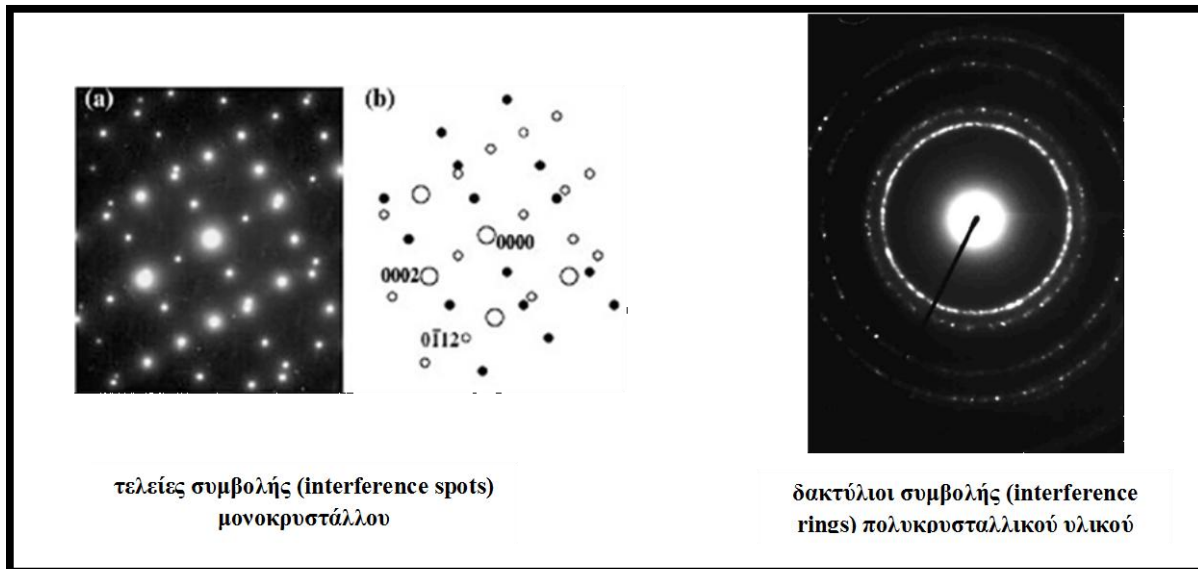 (a)
(b)
0000
0002
01̄12
τελείες συμβολής (interference spots)
μονοκρυστάλλου
δακτύλιοι συμβολής (interference
rings) πολυκρυσταλλικού υλικού